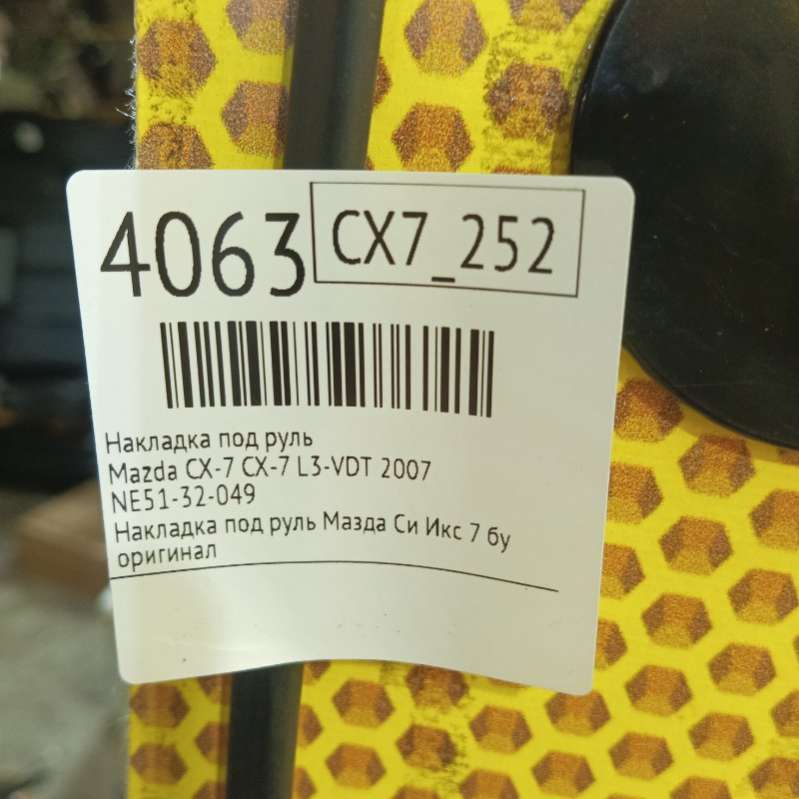 4063 CX7_252
Накладка под руль
Mazda CX-7 CX-7 L3-VDT 2007
NE51-32-049
Накладка под руль Мазда Си Икс 7 бу
оригинал